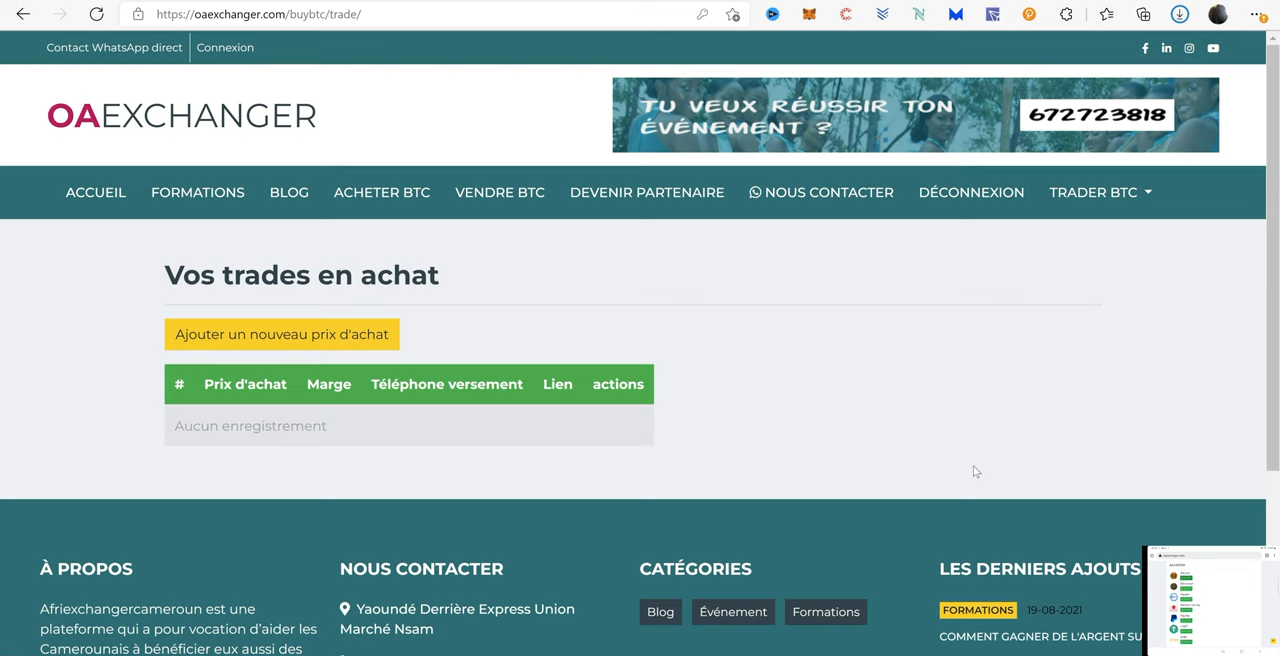 https://oaexchanger.com/buybtc/trade/
Contact WhatsApp direct Connexion
OAEXCHANGER
TU VEUX RÉUSSIR TON
ÉVÉNEMENT ?
672723818
ACCUEIL FORMATIONS BLOG ACHETER BTC VENDRE BTC DEVENIR PARTENAIRE NOUS CONTACTER DÉCONNEXION TRADER BTC
Vos trades en achat
Ajouter un nouveau prix d'achat
# Prix d'achat Marge Téléphone versement Lien actions
Aucun enregistrement
À PROPOS
Afriexchangercameroun est une
plateforme qui a pour vocation d'aider les
Camerounais à bénéficier eux aussi des
NOUS CONTACTER
Yaoundé Derrière Express Union
Marché Nsam
CATÉGORIES
Blog Événement Formations
LES DERNIERS AJOUTS
FORMATIONS 19-08-2021
COMMENT GAGNER DE L'ARGENT SU